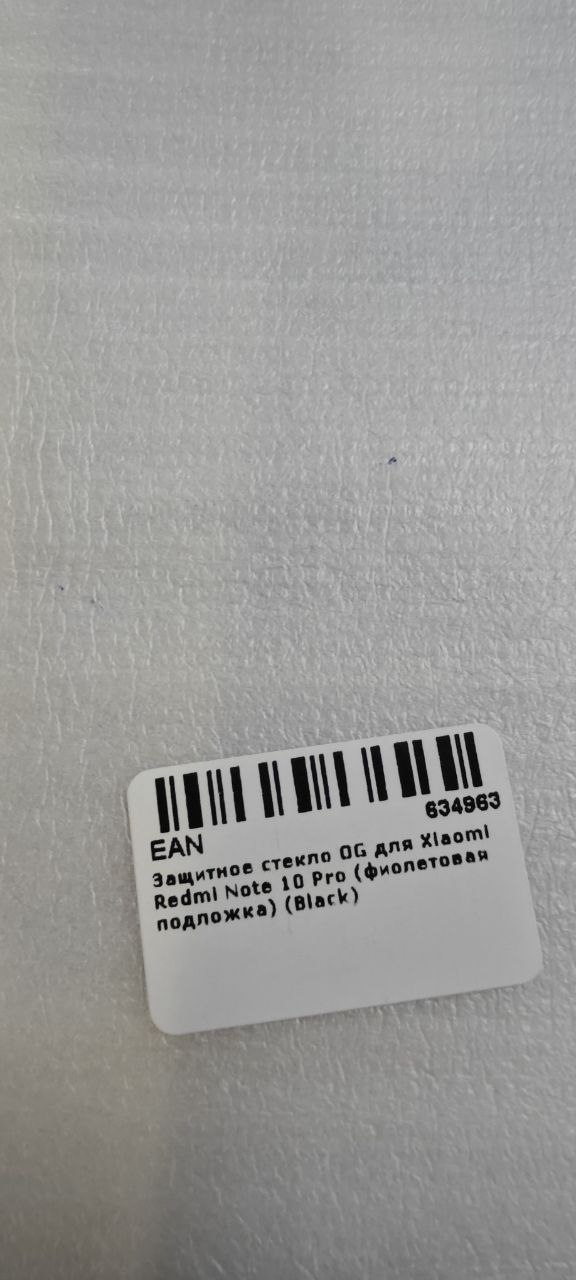 634963
EAN
Защитное стекло OG для Xiaomi
Redmi Note 10 Pro (фиолетовая
подложка) (Black)